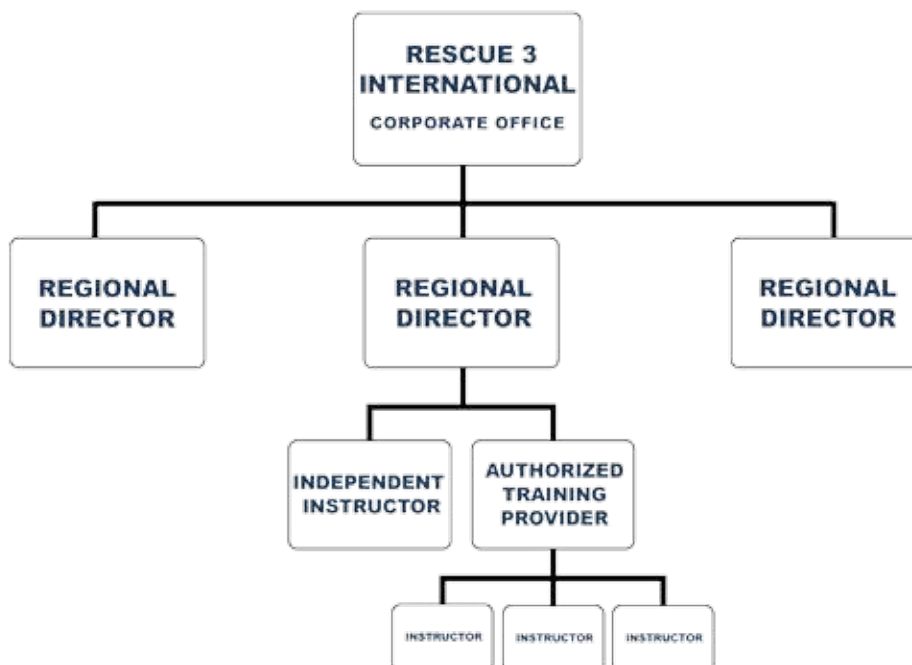 RESCUE 3
INTERNATIONAL
CORPORATE OFFICE
REGIONAL
DIRECTOR
REGIONAL
DIRECTOR
REGIONAL
DIRECTOR
INDEPENDENT
INSTRUCTOR
AUTHORIZED
TRAINING
PROVIDER
INSTRUCTOR
INSTRUCTOR
INSTRUCTOR